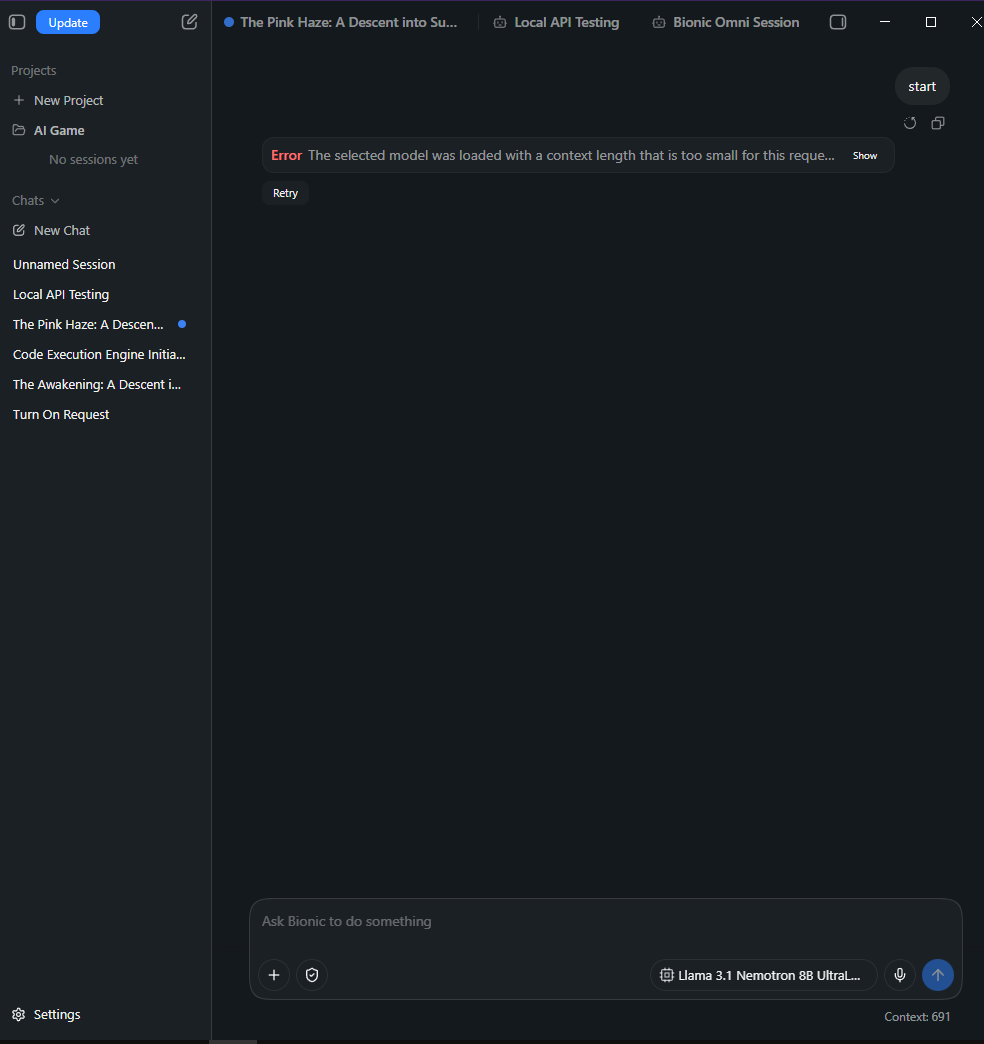 Update
The Pink Haze: A Descent into Su...
Local API Testing
Bionic Omni Session
Projects
New Project
AI Game
No sessions yet
Chats
New Chat
Unnamed Session
Local API Testing
The Pink Haze: A Descen...
Code Execution Engine Initia...
The Awakening: A Descent i...
Turn On Request
Settings
start
Error The selected model was loaded with a context length that is too small for this reque... Show
Retry
Ask Bionic to do something
Llama 3.1 Nemotron 8B UltraL...
Context: 691